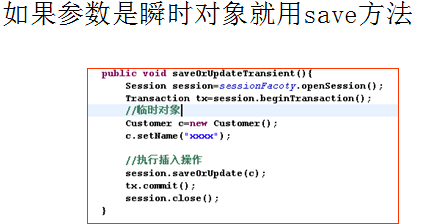 如果参数是瞬时对象就用save方法
public void saveOrUpdateTransient(){
Session session=sessionFacoty.openSession();
Transaction tx=session.beginTransaction();
//临时对象
Customer c=new Customer();
c.setName("xxxx");
//执行插入操作
session.saveOrUpdate(c);
tx.commit();
session.close();
}